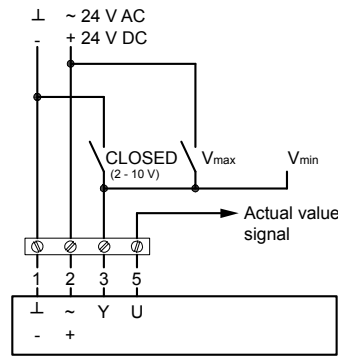 ⊥ ~ 24 V AC
- + 24 V DC
CLOSED Vmax Vmin
(2 - 10 V)
Actual value
signal
1 2 3 5
⊥ ~ Y U
- +